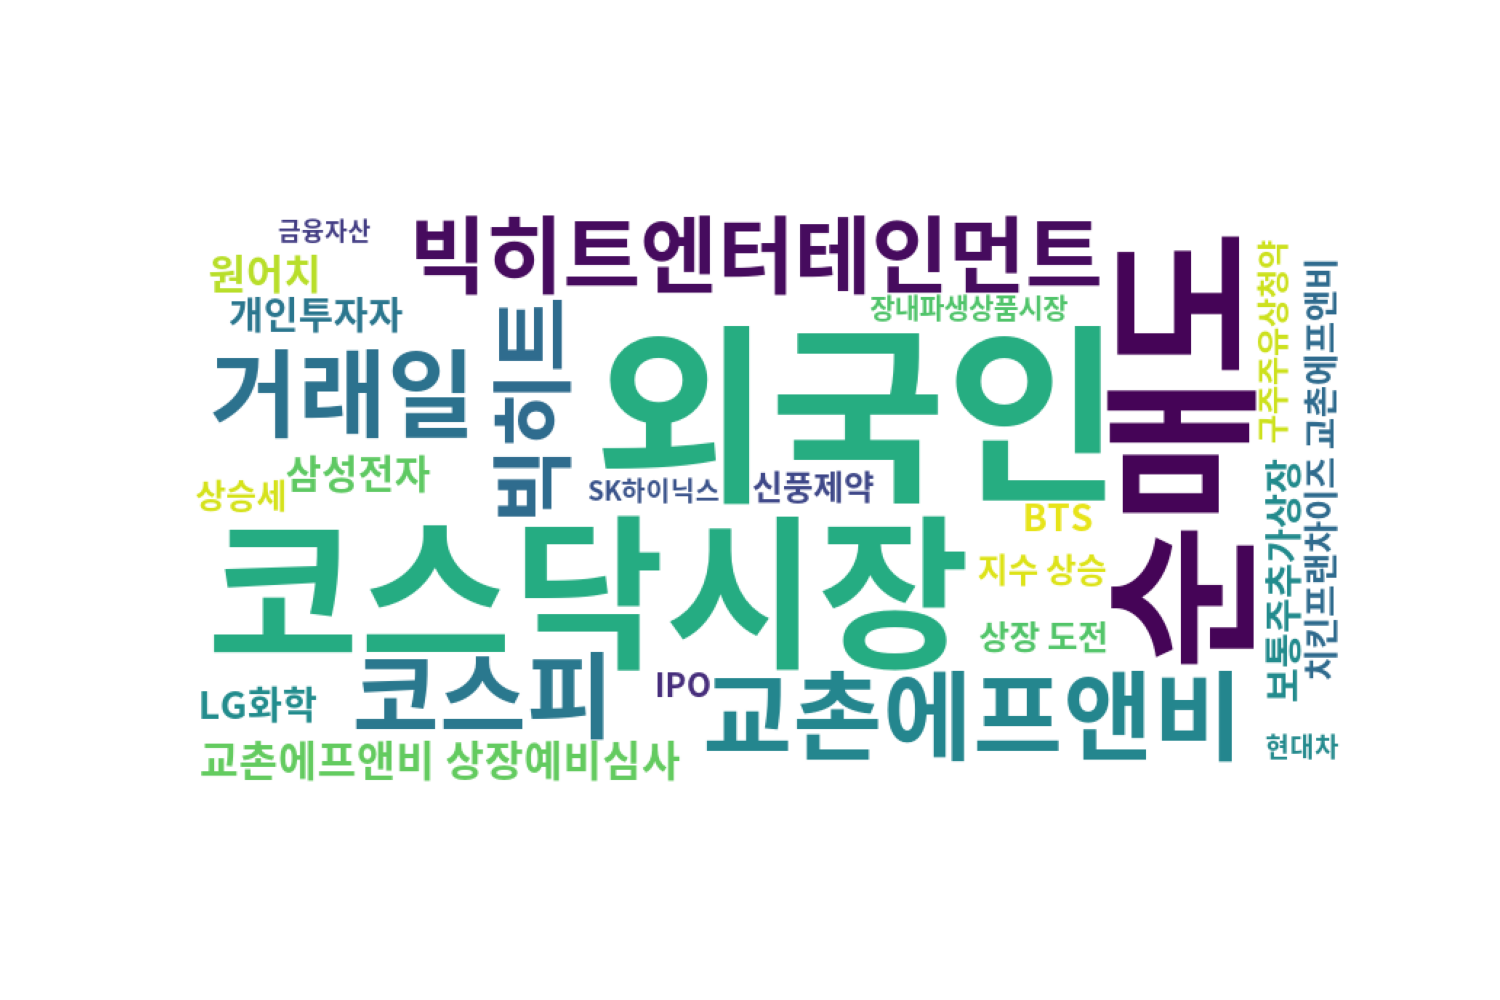 금융자산
빅히트엔터테인먼트
원어치
개인투자자
장내파생상품시장
거래일
빅히트
외국인
순매도
구주주유상청약
치킨프랜차이즈 교촌에프앤비
삼성전자
상승세
SK하이닉스
신풍제약
BTS
코스닥시장
지수 상승
상장 도전
보통주추가상장
코스피
IPO
교촌에프앤비
LG화학
교촌에프앤비 상장예비심사
현대차